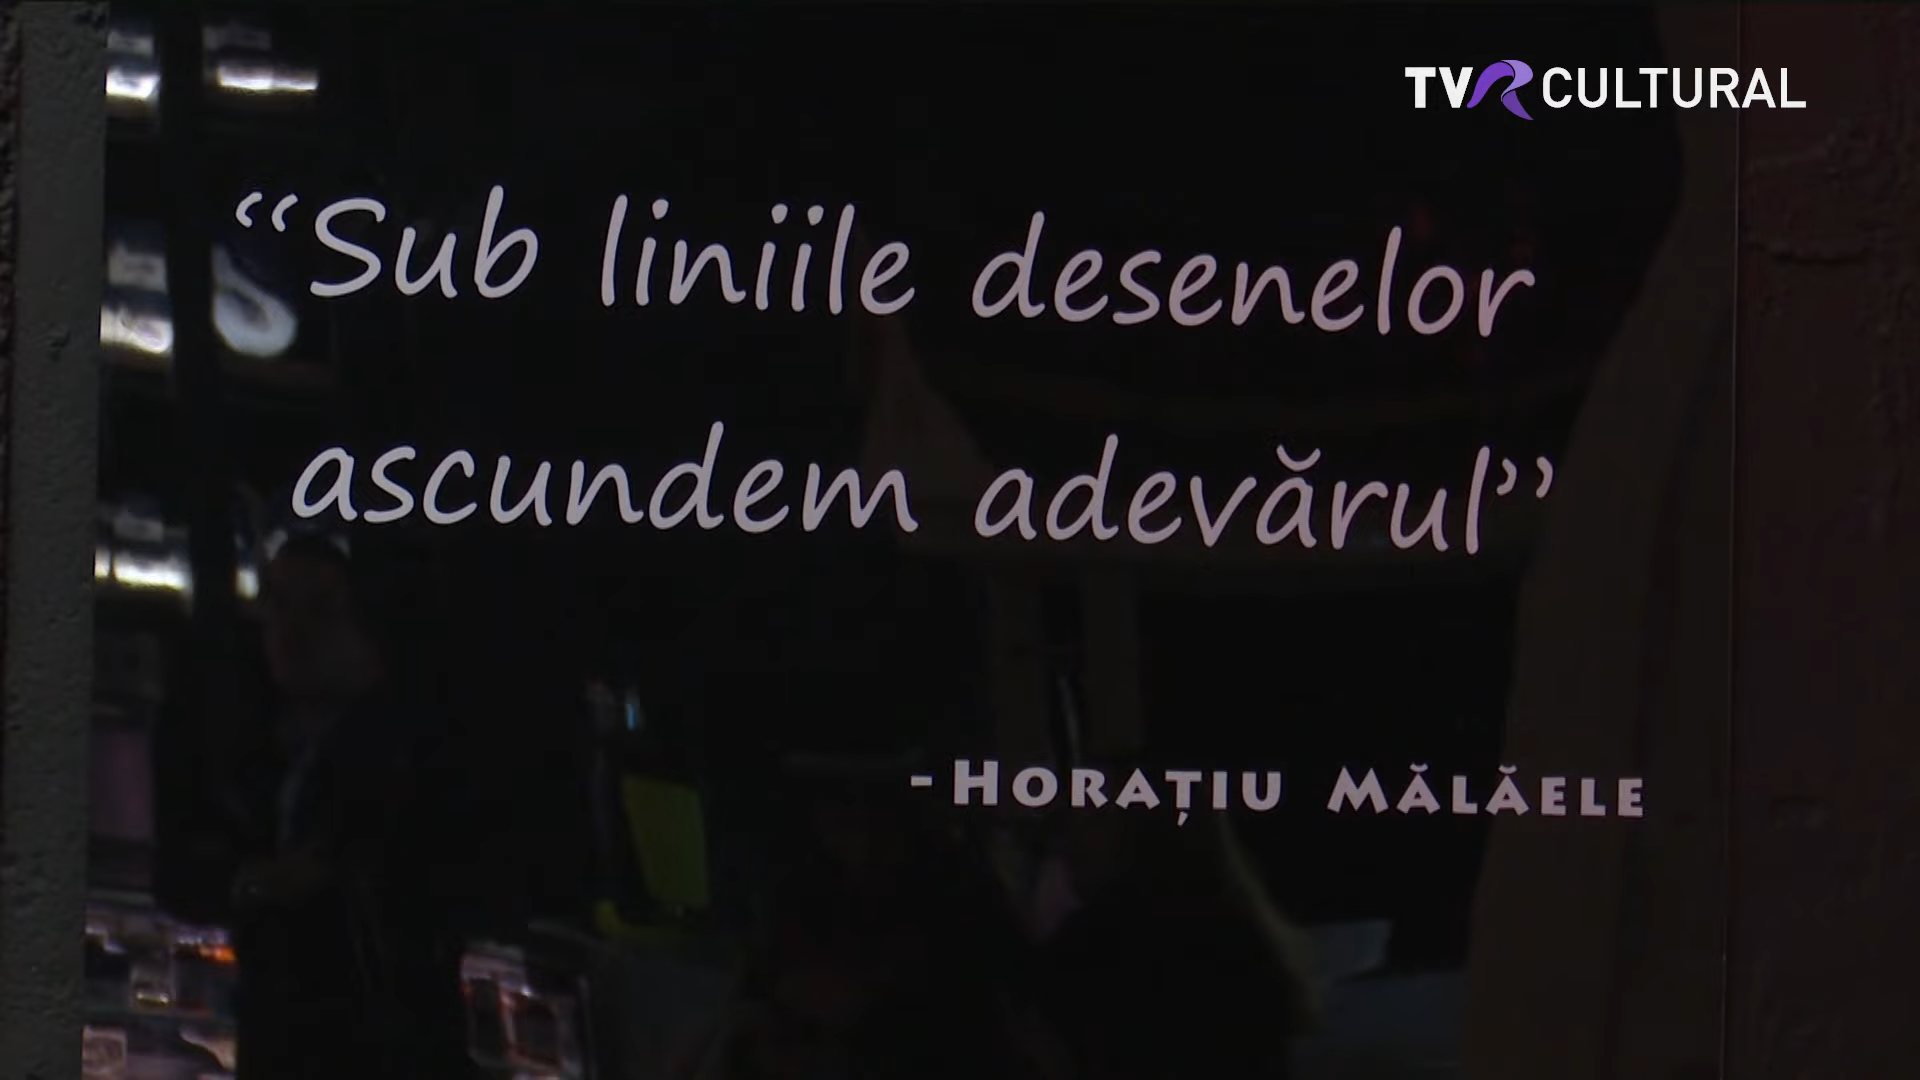 TVR CULTURAL
“Sub liniile desenelor
ascundem adevărul”
- HORAȚIU MĂLĂELE